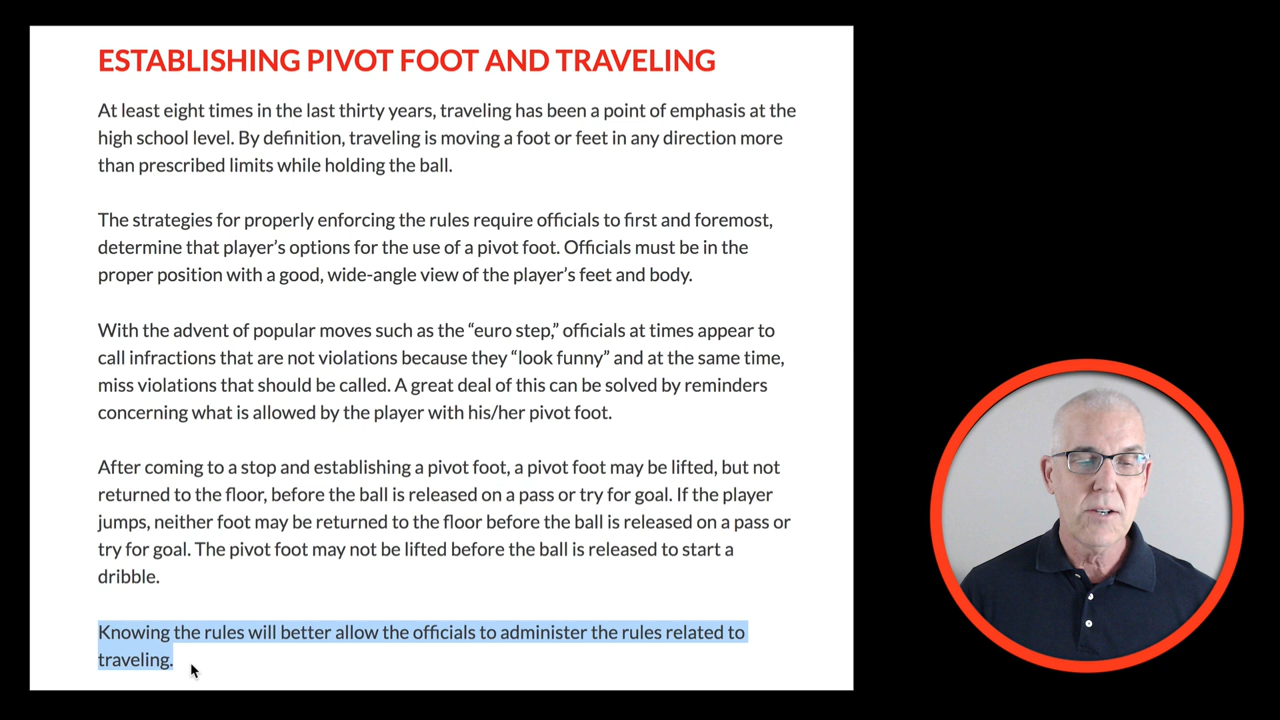 ESTABLISHING PIVOT FOOT AND TRAVELING
At least eight times in the last thirty years, traveling has been a point of emphasis at the
high school level. By definition, traveling is moving a foot or feet in any direction more
than prescribed limits while holding the ball.
The strategies for properly enforcing the rules require officials to first and foremost,
determine that player's options for the use of a pivot foot. Officials must be in the
proper position with a good, wide-angle view of the player's feet and body.
With the advent of popular moves such as the “euro step,” officials at times appear to
call infractions that are not violations because they “look funny” and at the same time,
miss violations that should be called. A great deal of this can be solved by reminders
concerning what is allowed by the player with his/her pivot foot.
After coming to a stop and establishing a pivot foot, a pivot foot may be lifted, but not
returned to the floor, before the ball is released on a pass or try for goal. If the player
jumps, neither foot may be returned to the floor before the ball is released on a pass or
try for goal. The pivot foot may not be lifted before the ball is released to start a
dribble.
Knowing the rules will better allow the officials to administer the rules related to
traveling.